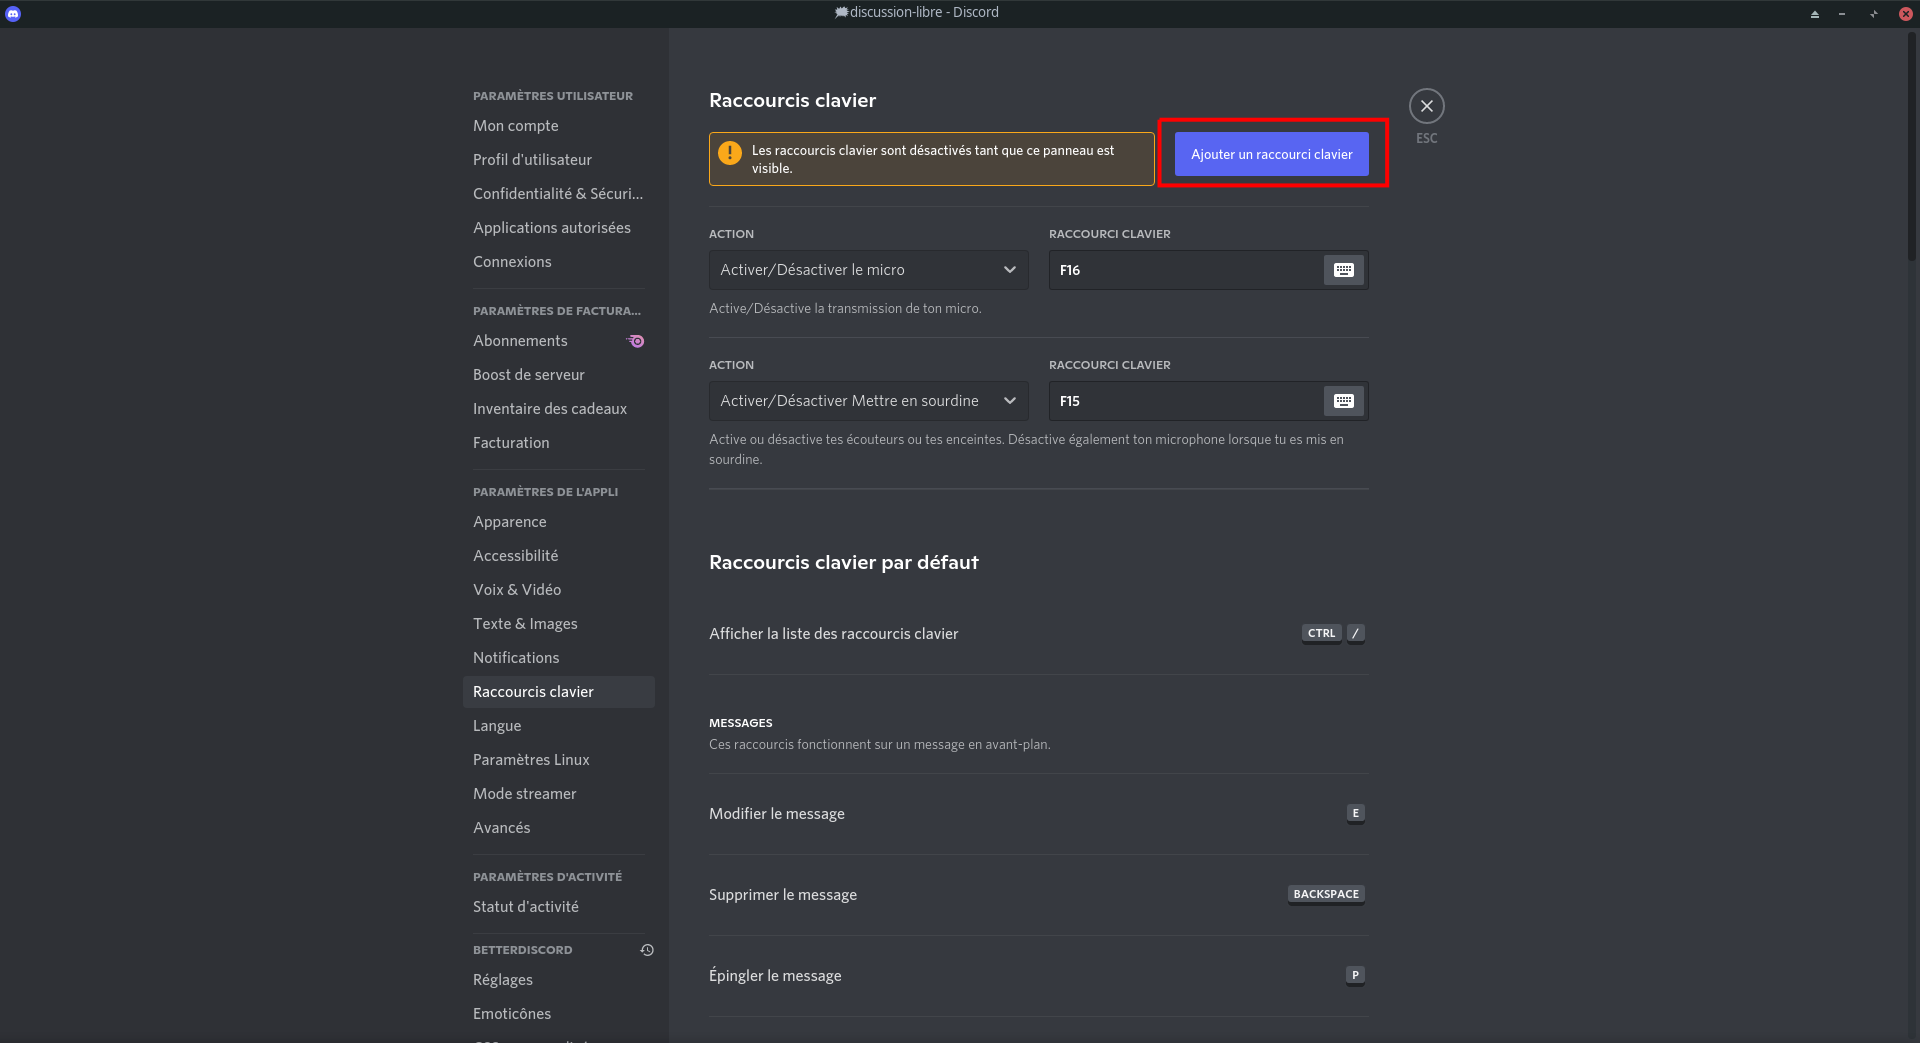 discussion-libre - Discord
PARAMÈTRES UTILISATEUR
Mon compte
Profil d'utilisateur
Confidentialité & Sécuri...
Applications autorisées
Connexions
PARAMÈTRES DE FACTURA...
Abonnements
Boost de serveur
Inventaire des cadeaux
Facturation
PARAMÈTRES DE L'APPLI
Apparence
Accessibilité
Voix & Vidéo
Texte & Images
Notifications
Raccourcis clavier
Langue
Paramètres Linux
Mode streamer
Avancés
PARAMÈTRES D'ACTIVITÉ
Statut d'activité
BETTERDISCORD
Réglages
Emoticônes
Raccourcis clavier
Les raccourcis clavier sont désactivés tant que ce panneau est
visible.
Ajouter un raccourci clavier
ESC
ACTION
RACCOURCI CLAVIER
Activer/Désactiver le micro
F16
Active/Désactive la transmission de ton micro.
ACTION
RACCOURCI CLAVIER
Activer/Désactiver Mettre en sourdine
F15
Active ou désactive tes écouteurs ou tes enceintes. Désactive également ton microphone lorsque tu es mis en
sourdine.
Raccourcis clavier par défaut
Afficher la liste des raccourcis clavier
CTRL /
MESSAGES
Ces raccourcis fonctionnent sur un message en avant-plan.
Modifier le message
E
Supprimer le message
BACKSPACE
Épingler le message
P